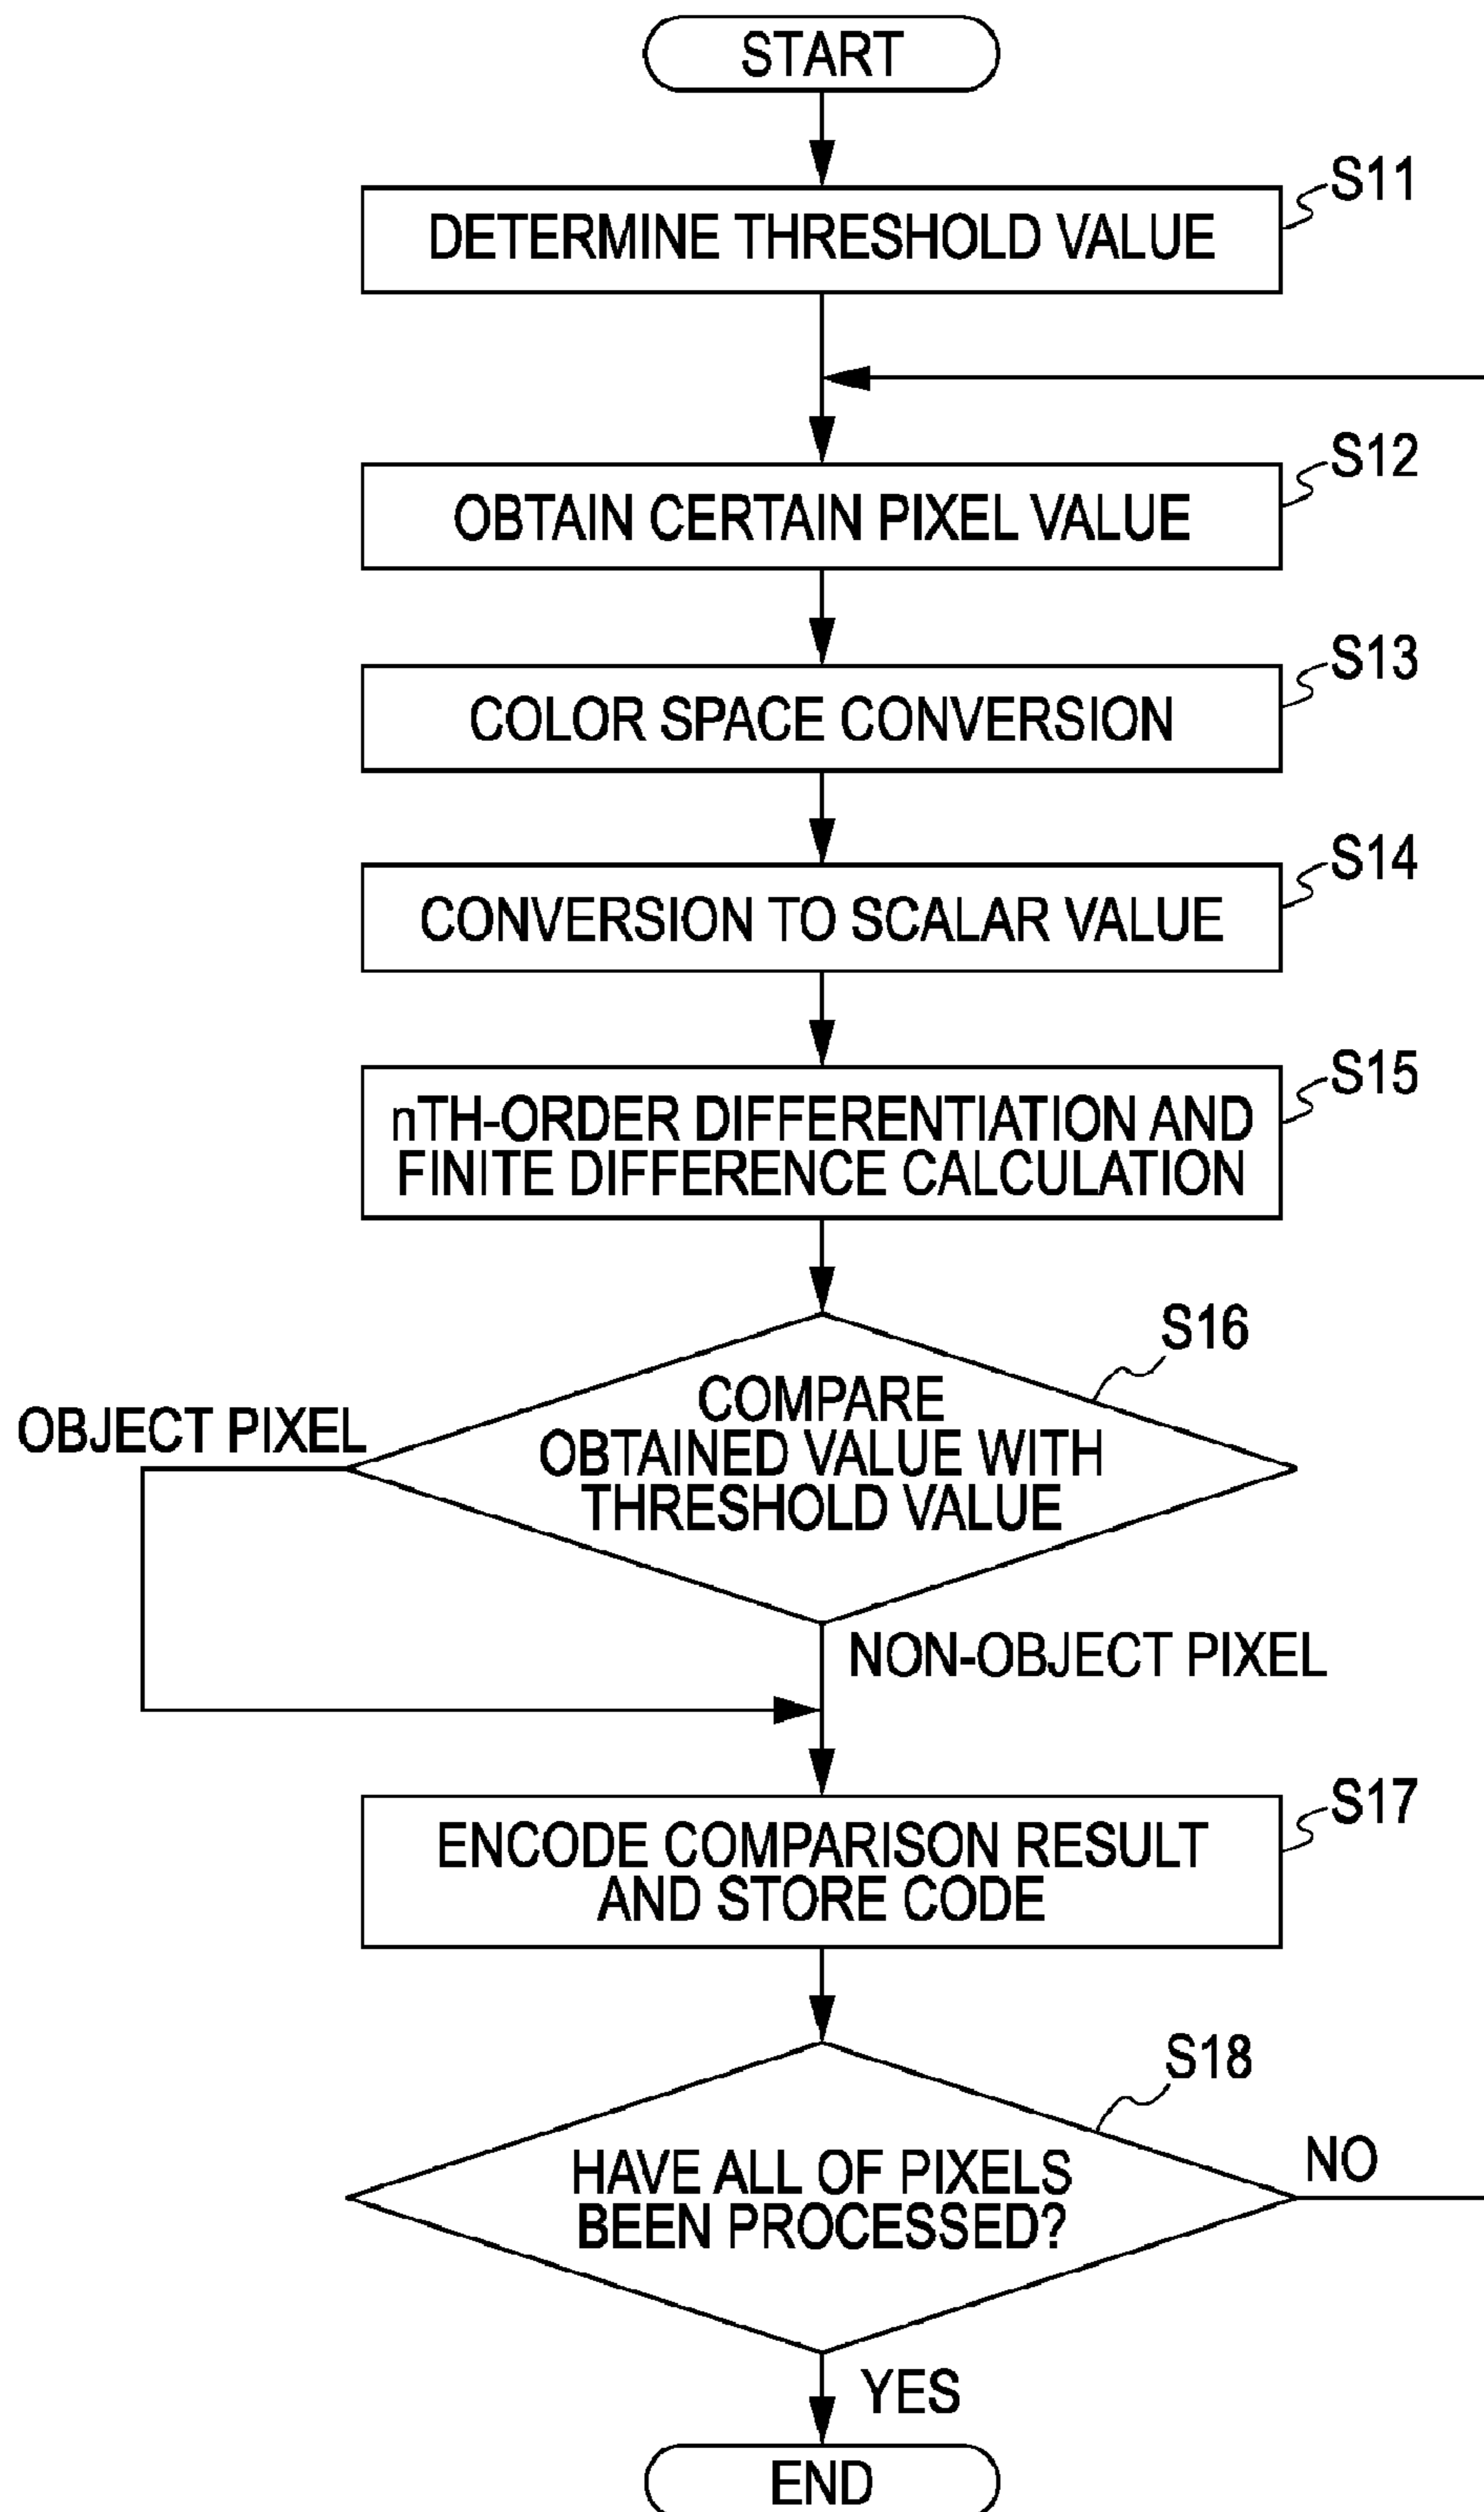 START
S11
DETERMINE THRESHOLD VALUE
S12
OBTAIN CERTAIN PIXEL VALUE
S13
COLOR SPACE CONVERSION
S14
CONVERSION TO SCALAR VALUE
S15
nTH-ORDER DIFFERENTIATION AND
FINITE DIFFERENCE CALCULATION
S16
COMPARE
OBTAINED VALUE WITH
THRESHOLD VALUE
OBJECT PIXEL
NON-OBJECT PIXEL
S17
ENCODE COMPARISON RESULT
AND STORE CODE
S18
HAVE ALL OF PIXELS
BEEN PROCESSED?
NO
YES
END